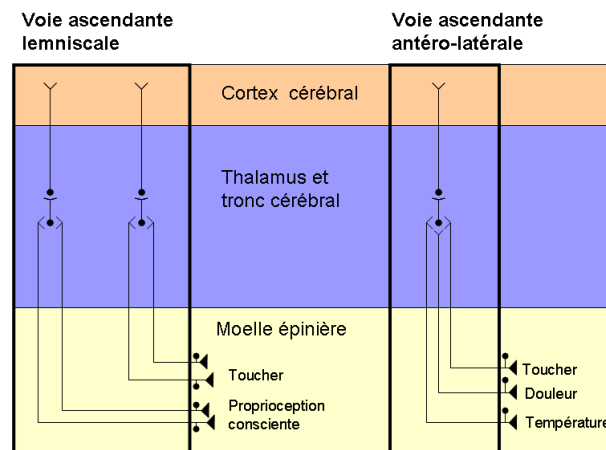 Voie ascendante
lemniscale
Voie ascendante
antéro-latérale
Cortex cérébral
Thalamus et
tronc cérébral
Moelle épinière
Toucher
Proprioception
consciente
Toucher
Douleur
Température